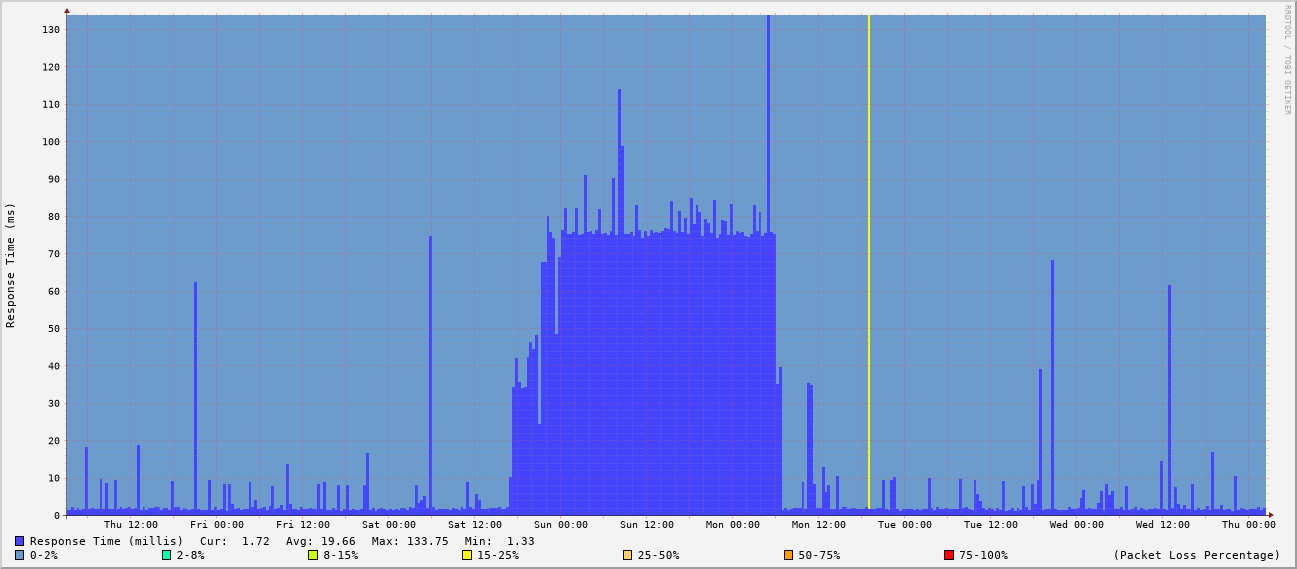 RRDTOOL / TOBI OETIKER
Response Time (ms)
130
120
110
100
90
80
70
60
50
40
30
20
10
0
Thu 12:00 Fri 00:00 Fri 12:00 Sat 00:00 Sat 12:00 Sun 00:00 Sun 12:00 Mon 00:00 Mon 12:00 Tue 00:00 Tue 12:00 Wed 00:00 Wed 12:00 Thu 00:00
Response Time (millis) Cur: 1.72 Avg: 19.66 Max: 133.75 Min: 1.33
0-2% 2-8% 8-15% 15-25% 25-50% 50-75% 75-100% (Packet Loss Percentage)